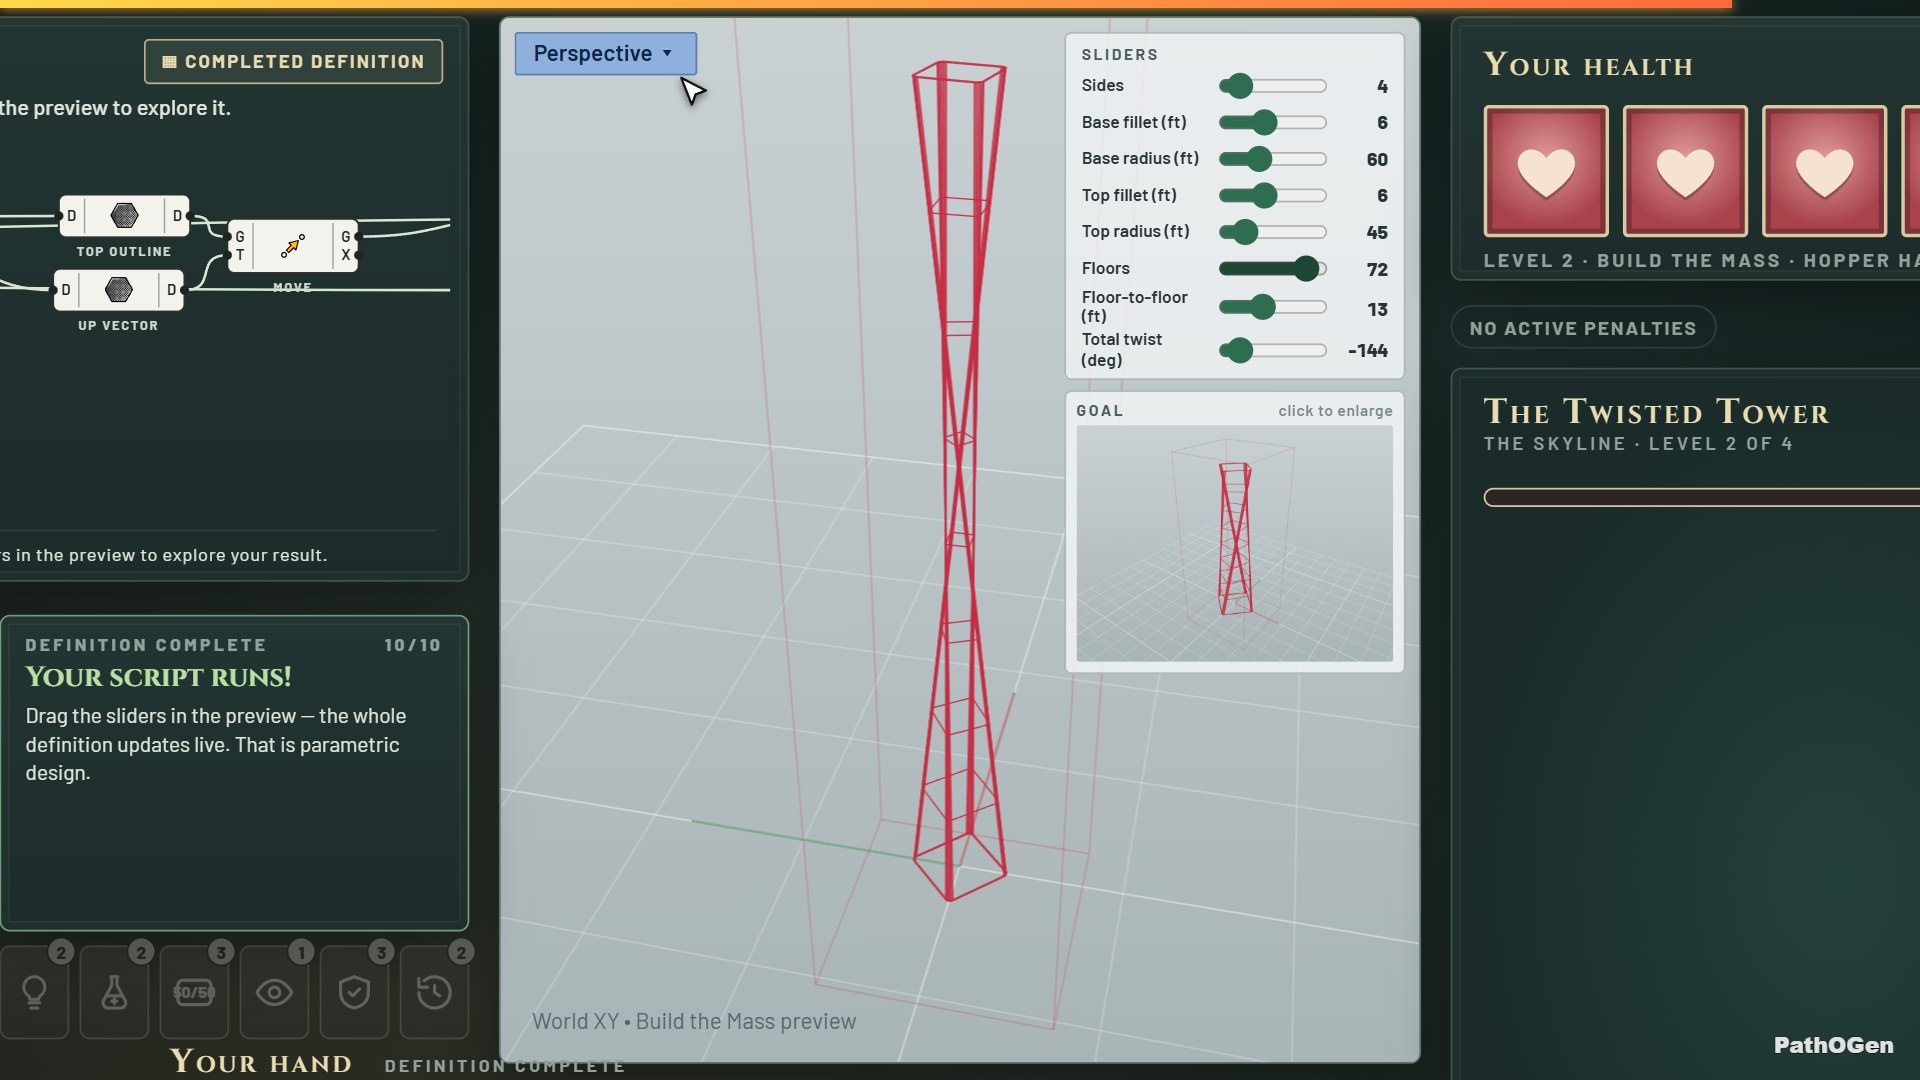 COMPLETED DEFINITION
the preview to explore it.
D
D
TOP OUTLINE
G
T
G
X
MOVE
D
D
UP VECTOR
s in the preview to explore your result.
DEFINITION COMPLETE
10/10
YOUR SCRIPT RUNS!
Drag the sliders in the preview — the whole
definition updates live. That is parametric
design.
2
2
3
1
3
2
50/50
YOUR HAND
DEFINITION COMPLETE
Perspective
SLIDERS
Sides
4
Base fillet (ft)
6
Base radius (ft)
60
Top fillet (ft)
6
Top radius (ft)
45
Floors
72
Floor-to-floor
(ft)
13
Total twist
(deg)
-144
GOAL
click to enlarge
World XY • Build the Mass preview
YOUR HEALTH
LEVEL 2 · BUILD THE MASS · HOPPER HA
NO ACTIVE PENALTIES
THE TWISTED TOWER
THE SKYLINE · LEVEL 2 OF 4
PathOGen